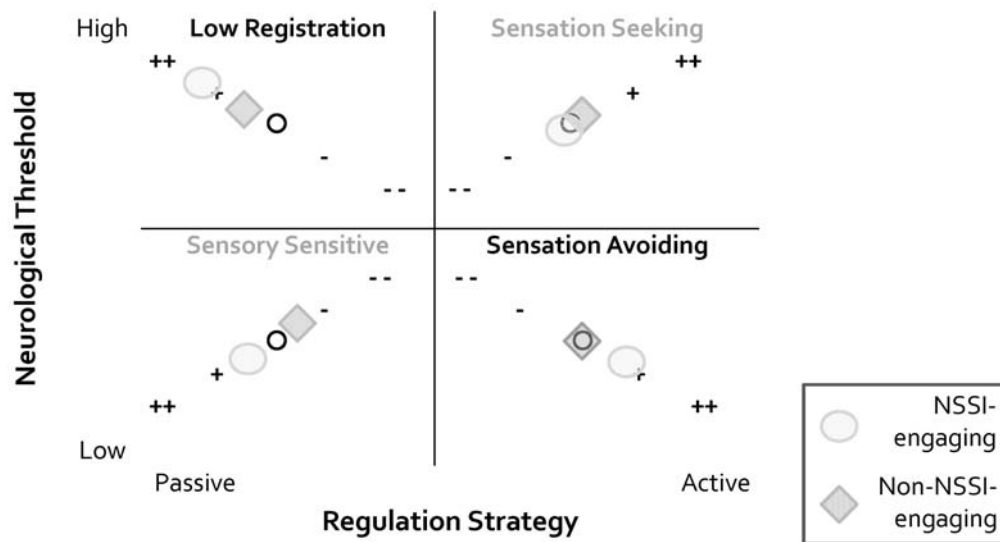 High
Low Registration
Sensation Seeking
++
++
+
+
O
O
-
-
- -
- -
Neurological Threshold
Sensory Sensitive
Sensation Avoiding
- -
- -
-
-
O
O
+
+
++
++
Low
Passive
Active
Regulation Strategy
NSSI-
engaging
Non-NSSI-
engaging